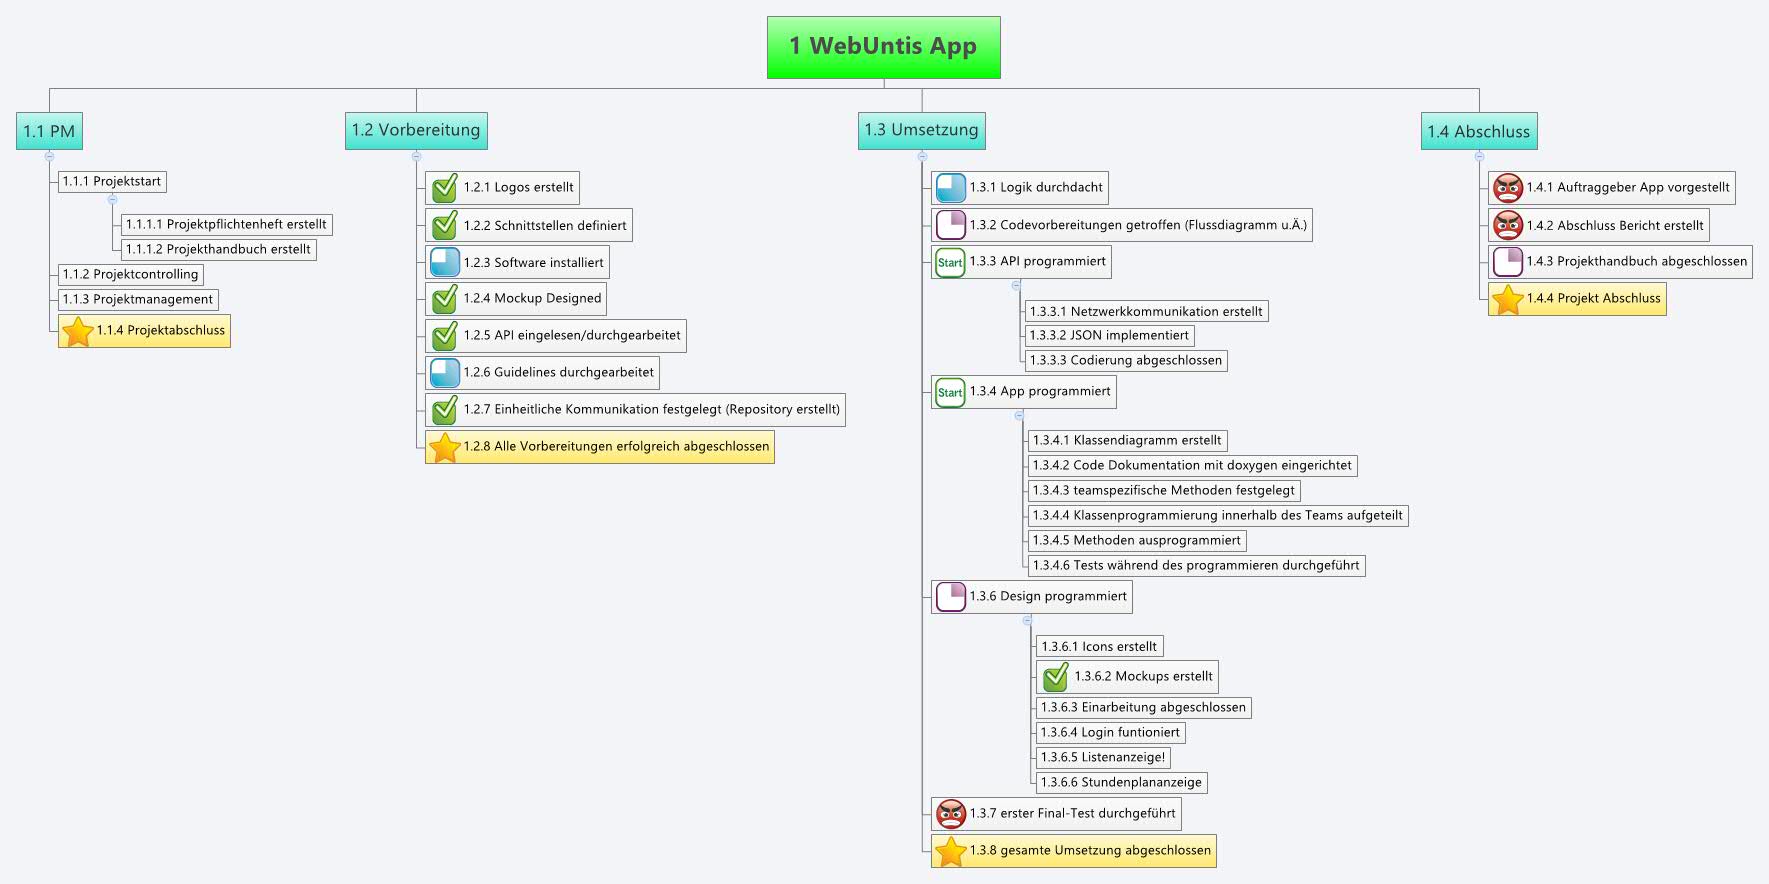 1 WebUntis App
1.1 PM
1.1.1 Projektstart
1.1.1.1 Projektpflichtenheft erstellt
1.1.1.2 Projekthandbuch erstellt
1.1.2 Projektcontrolling
1.1.3 Projektmanagement
1.1.4 Projektabschluss
1.2 Vorbereitung
1.2.1 Logos erstellt
1.2.2 Schnittstellen definiert
1.2.3 Software installiert
1.2.4 Mockup Designed
1.2.5 API eingelesen/durchgearbeitet
1.2.6 Guidelines durchgearbeitet
1.2.7 Einheitliche Kommunikation festgelegt (Repository erstellt)
1.2.8 Alle Vorbereitungen erfolgreich abgeschlossen
1.3 Umsetzung
1.3.1 Logik durchdacht
1.3.2 Codevorbereitungen getroffen (Flussdiagramm u.Ä.)
Start 1.3.3 API programmiert
1.3.3.1 Netzwerkkommunikation erstellt
1.3.3.2 JSON implementiert
1.3.3.3 Codierung abgeschlossen
Start 1.3.4 App programmiert
1.3.4.1 Klassendiagramm erstellt
1.3.4.2 Code Dokumentation mit doxygen eingerichtet
1.3.4.3 teamspezifische Methoden festgelegt
1.3.4.4 Klassenprogrammierung innerhalb des Teams aufgeteilt
1.3.4.5 Methoden ausprogrammiert
1.3.4.6 Tests während des programmieren durchgeführt
1.3.6 Design programmiert
1.3.6.1 Icons erstellt
1.3.6.2 Mockups erstellt
1.3.6.3 Einarbeitung abgeschlossen
1.3.6.4 Login funtioniert
1.3.6.5 Listenanzeige!
1.3.6.6 Stundenplananzeige
1.3.7 erster Final-Test durchgeführt
1.3.8 gesamte Umsetzung abgeschlossen
1.4 Abschluss
1.4.1 Auftraggeber App vorgestellt
1.4.2 Abschluss Bericht erstellt
1.4.3 Projekthandbuch abgeschlossen
1.4.4 Projekt Abschluss